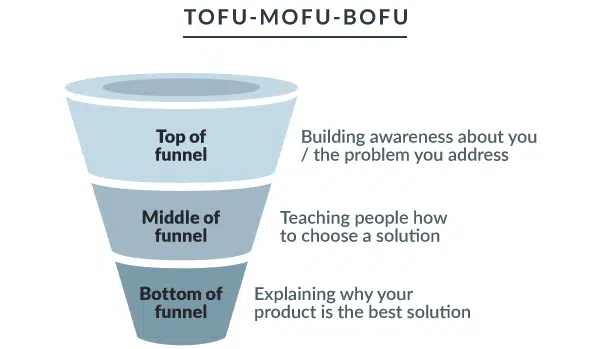 TOFU-MOFU-BOFU
Top of
funnel
Building awareness about you
/ the problem you address
Middle of
funnel
Teaching people how
to choose a solution
Bottom of
funnel
Explaining why your
product is the best solution